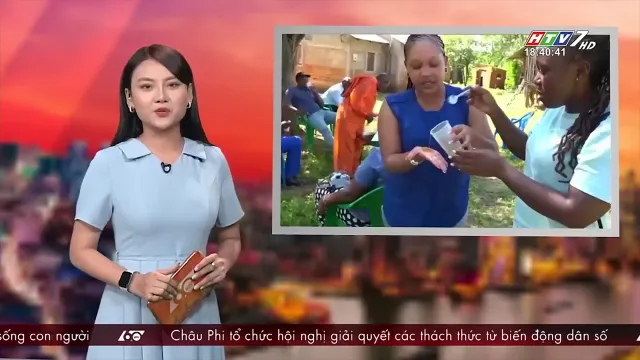 HTV7 HD
18:40:41
sống con người 60 Châu Phi tổ chức hội nghị giải quyết các thách thức từ biến động dân số